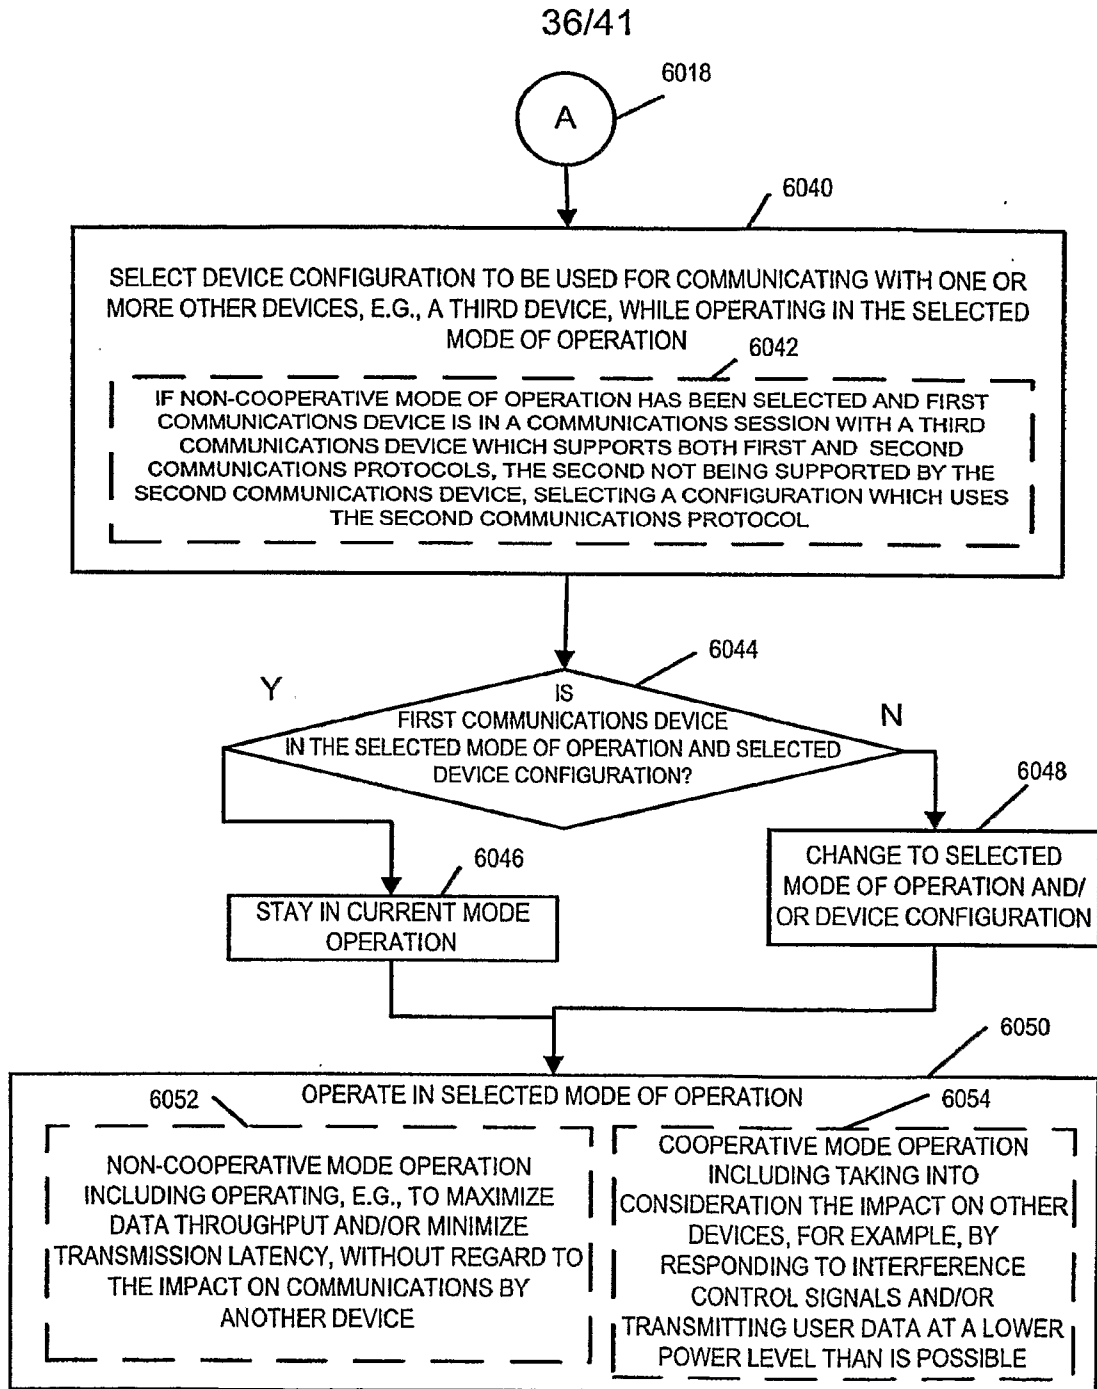 36/41
6018
A
6040
SELECT DEVICE CONFIGURATION TO BE USED FOR COMMUNICATING WITH ONE OR
MORE OTHER DEVICES, E.G., A THIRD DEVICE, WHILE OPERATING IN THE SELECTED
MODE OF OPERATION
6042
IF NON-COOPERATIVE MODE OF OPERATION HAS BEEN SELECTED AND FIRST
COMMUNICATIONS DEVICE IS IN A COMMUNICATIONS SESSION WITH A THIRD
COMMUNICATIONS DEVICE WHICH SUPPORTS BOTH FIRST AND SECOND
COMMUNICATIONS PROTOCOLS, THE SECOND NOT BEING SUPPORTED BY THE
SECOND COMMUNICATIONS DEVICE, SELECTING A CONFIGURATION WHICH USES
THE SECOND COMMUNICATIONS PROTOCOL
6044
Y
N
IS
FIRST COMMUNICATIONS DEVICE
IN THE SELECTED MODE OF OPERATION AND SELECTED
DEVICE CONFIGURATION?
6046
STAY IN CURRENT MODE
OPERATION
6048
CHANGE TO SELECTED
MODE OF OPERATION AND/
OR DEVICE CONFIGURATION
6050
OPERATE IN SELECTED MODE OF OPERATION
6052
NON-COOPERATIVE MODE OPERATION
INCLUDING OPERATING, E.G., TO MAXIMIZE
DATA THROUGHPUT AND/OR MINIMIZE
TRANSMISSION LATENCY, WITHOUT REGARD TO
THE IMPACT ON COMMUNICATIONS BY
ANOTHER DEVICE
6054
COOPERATIVE MODE OPERATION
INCLUDING TAKING INTO
CONSIDERATION THE IMPACT ON OTHER
DEVICES, FOR EXAMPLE, BY
RESPONDING TO INTERFERENCE
CONTROL SIGNALS AND/OR
TRANSMITTING USER DATA AT A LOWER
POWER LEVEL THAN IS POSSIBLE